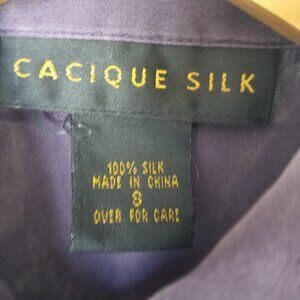 CACIQUE SILK
100% SILK
MADE IN CHINA
S
OVER FOR CARE